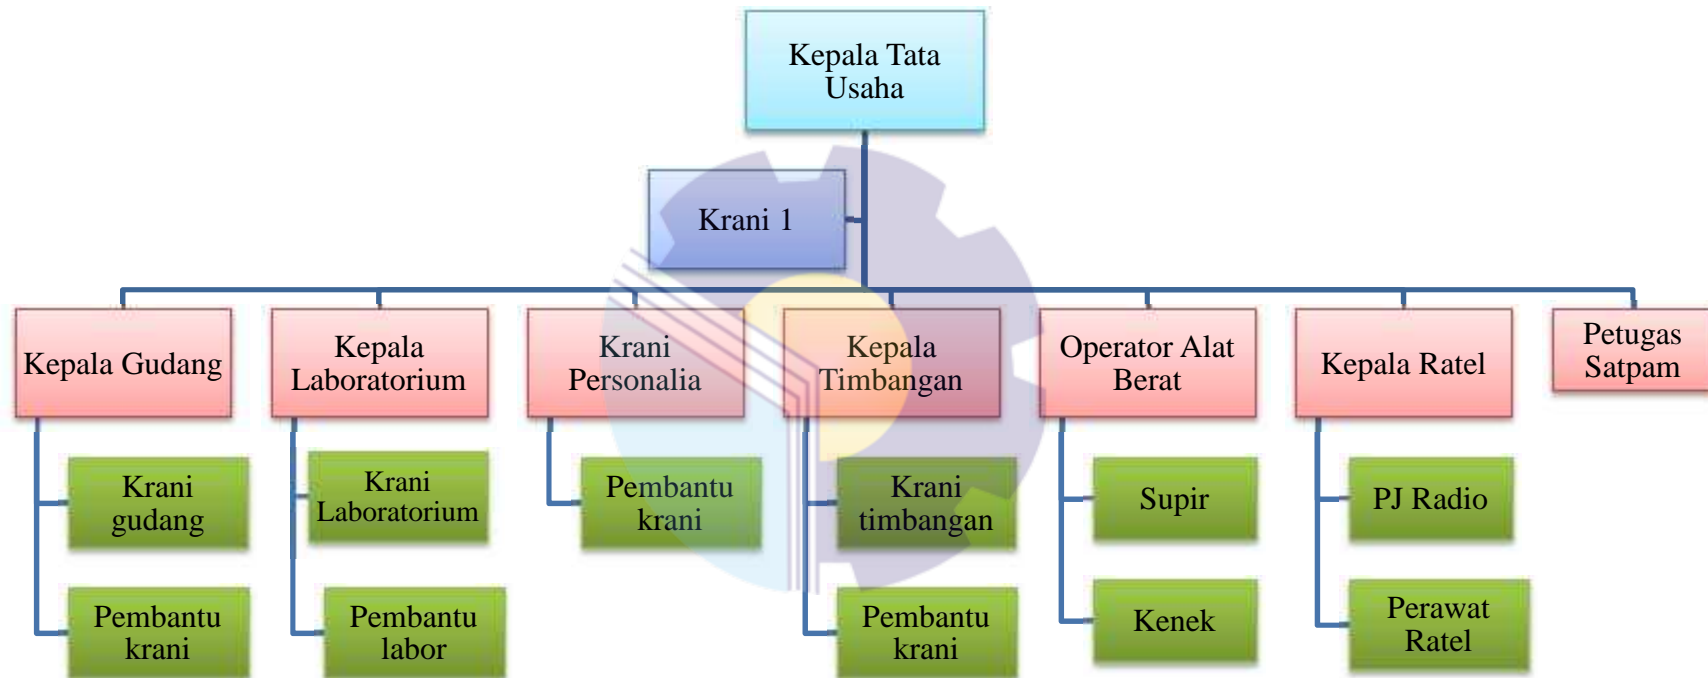 Kepala Tata
Usaha
Krani 1
Kepala Gudang
Kepala
Laboratorium
Krani
Personalia
Kepala
Timbangan
Operator Alat
Berat
Kepala Ratel
Petugas
Satpam
Krani
gudang
Krani
Laboratorium
Pembantu
krani
Krani
timbangan
Supir
PJ Radio
Pembantu
krani
Pembantu
labor
Pembantu
krani
Kenek
Perawat
Ratel